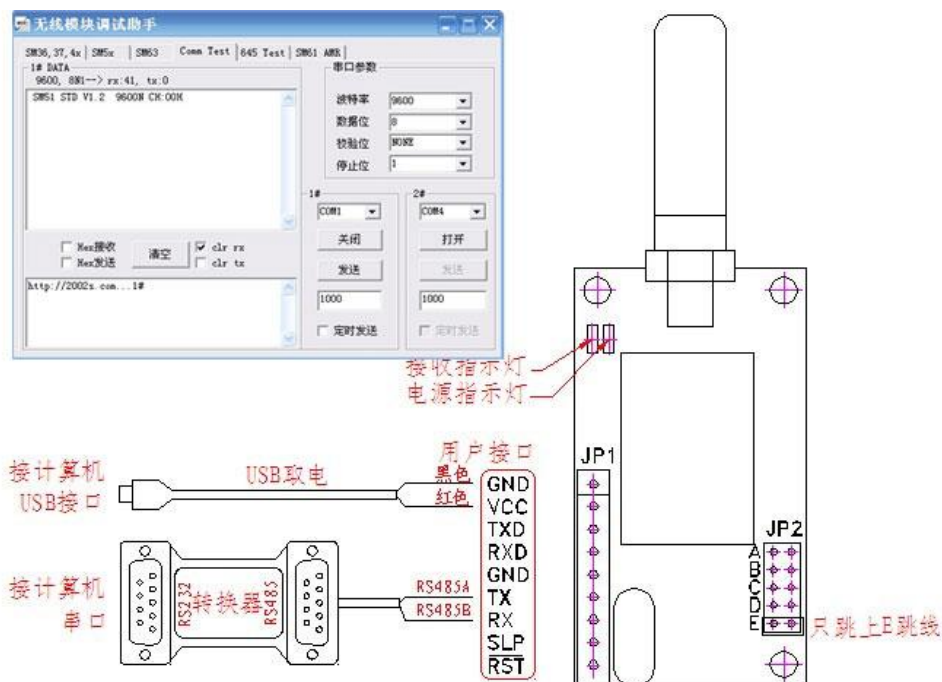 无线模块调试助手
SM36,37,4x SM5x SM63 Comm Test 645 Test SM61 AMR
1# DATA
9600, 8N1--> rx:41, tx:0
SM51 STD V1.2 9600N CH:00H
串口参数
波特率 9600
数据位 8
校验位 NONE
停止位 1
1# 2#
COM1 COM4
关闭 打开
发送 发送
1000 1000
定时发送 定时发送
Hex接收
Hex发送
清空
clr rx
clr tx
http://2002s.com...1#
接收指示灯
电源指示灯
用户接口
接计算机
USB接口
USB取电
黑色
红色
GND
VCC
TXD
RXD
GND
TX
RX
SLP
RST
接计算机
串口
RS232
转换器
RS485
RS485A
RS485B
JP1
JP2
A
B
C
D
E
只跳上E跳线